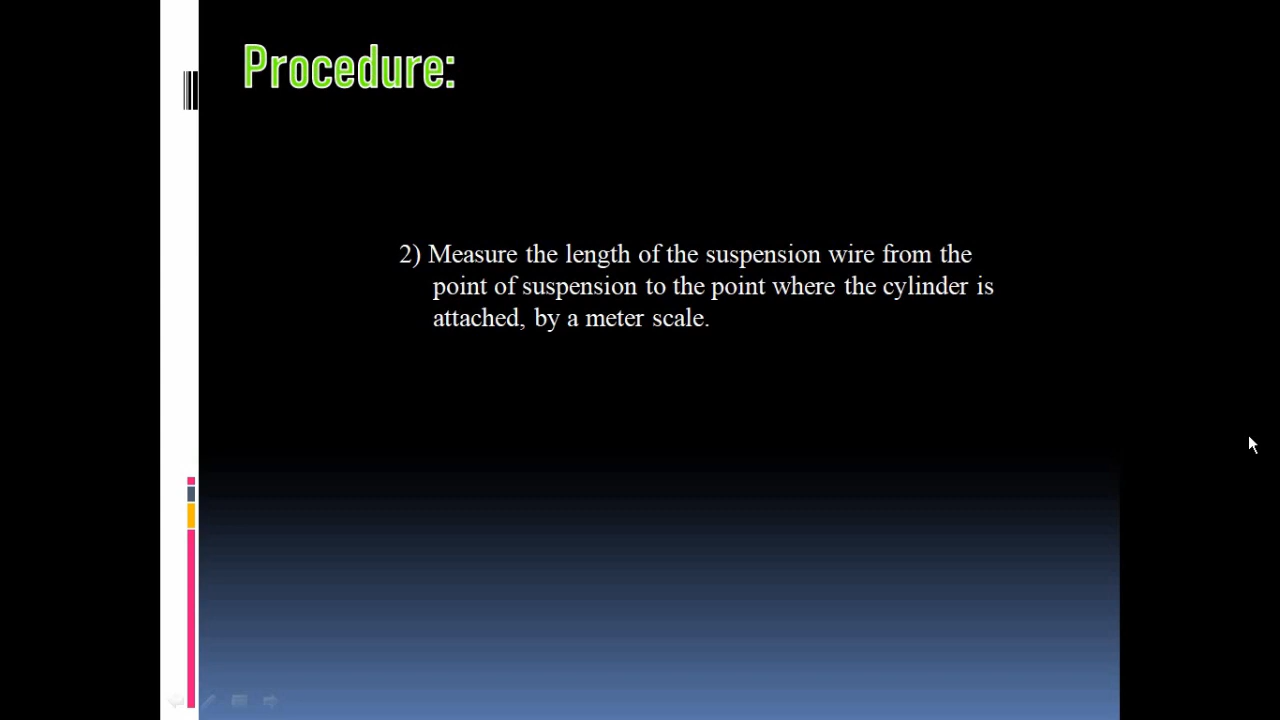 Procedure:
2) Measure the length of the suspension wire from the
point of suspension to the point where the cylinder is
attached, by a meter scale.